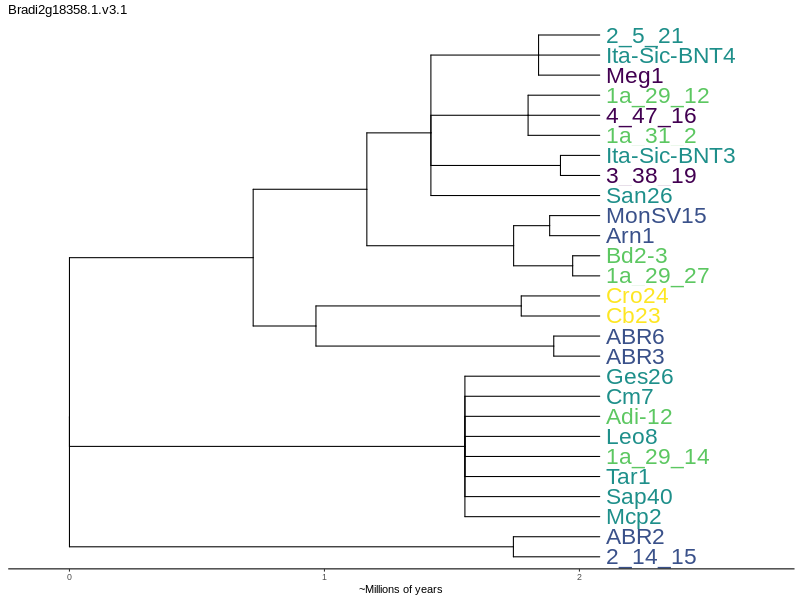 Bradi2g18358.1.v3.1
2_5_21
Ita-Sic-BNT4
Meg1
1a_29_12
4_47_16
1a_31_2
Ita-Sic-BNT3
3_38_19
San26
MonSV15
Arn1
Bd2-3
1a_29_27
Cro24
Cb23
ABR6
ABR3
Ges26
Cm7
Adi-12
Leo8
1a_29_14
Tar1
Sap40
Mcp2
ABR2
2_14_15
0 1 2
~Millions of years